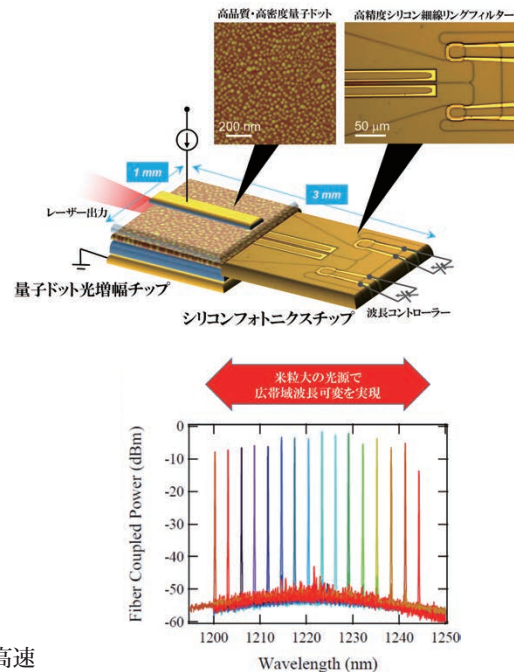 高品質・高密度量子ドット
高精度シリコン細線リングフィルター
200 nm
50 μm
1 mm
3 mm
レーザー出力
量子ドット光増幅チップ
シリコンフォトニクスチップ
波長コントローラー
米粒大の光源で
広帯域波長可変を実現
Fiber Coupled Power (dBm)
0
-10
-20
-30
-40
-50
-60
1200
1210
1220
1230
1240
1250
Wavelength (nm)
高速